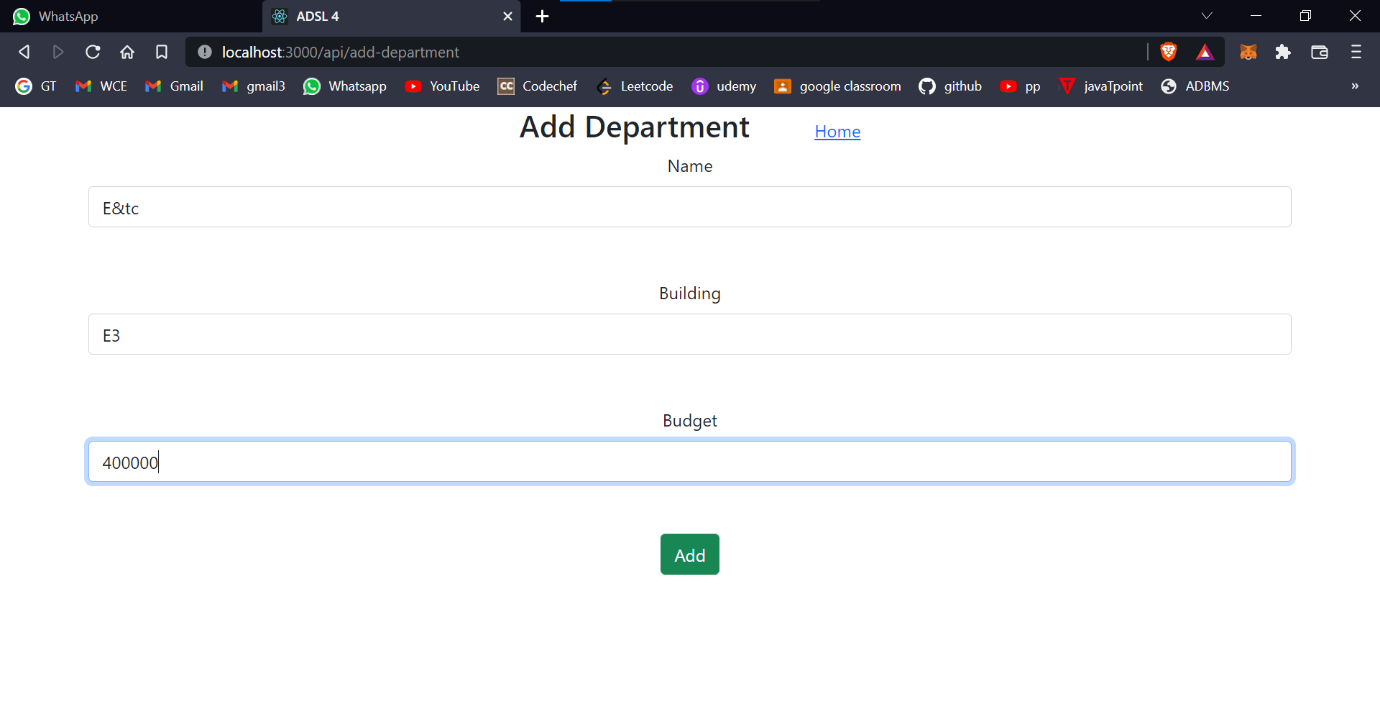 WhatsApp
ADSL 4
localhost:3000/api/add-department
GT WCE Gmail gmail3 Whatsapp YouTube CC Codechef Leetcode udemy google classroom github pp javaTpoint ADBMS »
Add Department Home
Name
E&tc
Building
E3
Budget
400000
Add